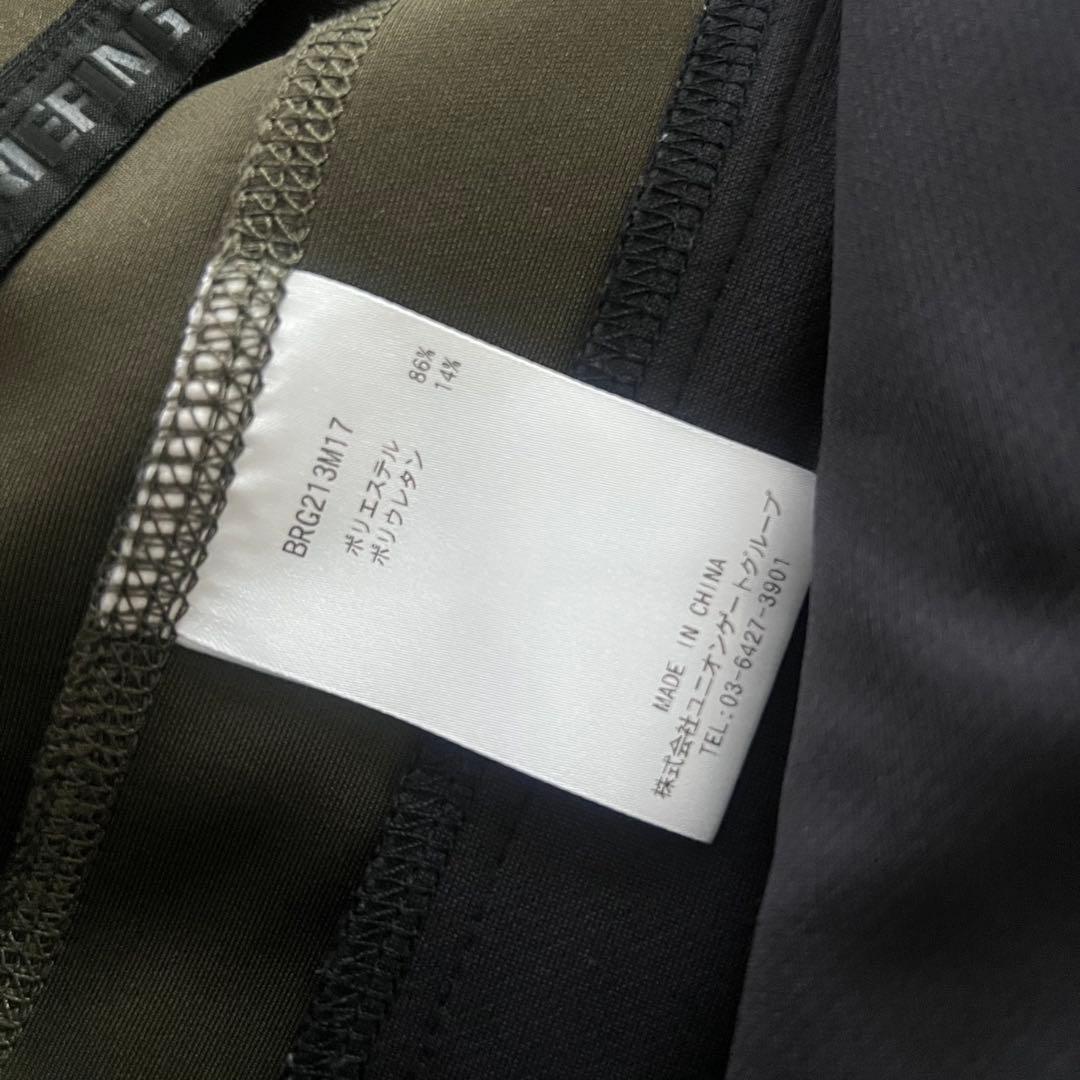 IEFING
BRG213M17
ポリエステル 86%
ポリウレタン 14%
MADE IN CHINA
株式会社ユニオンゲートグループ
TEL:03-6427-3901